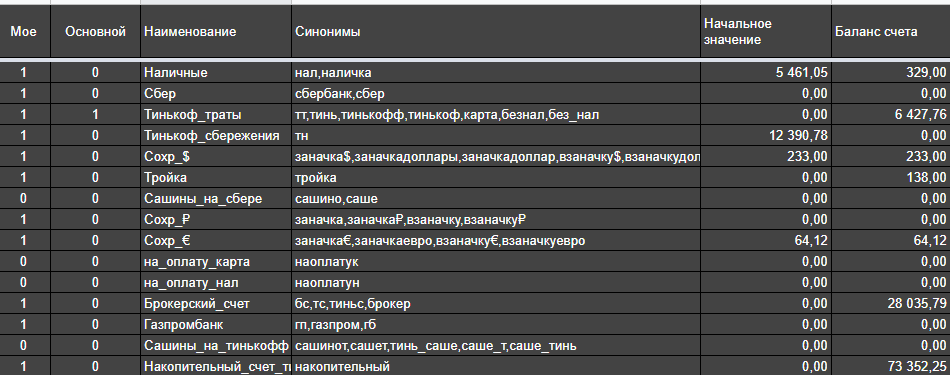 Мое Основной Наименование Синонимы Начальное значение Баланс счета
1 0 Наличные нал,наличка 5 461,05 329,00
1 0 Сбер сбербанк,сбер 0,00 0,00
1 1 Тинькоф_траты тт,тинь,тинькофф,тинькоф,карта,безнал,без_нал 0,00 6 427,76
1 0 Тинькоф_сбережения тн 12 390,78 0,00
1 0 Сохр_$ заначка$,заначкадоллары,заначкадоллар,взаначку$,взаначкудол 233,00 233,00
1 0 Тройка тройка 0,00 138,00
0 0 Сашины_на_сбере сашино,саше 0,00 0,00
1 0 Сохр_₽ заначка,заначка₽,взаначку,взаначку₽ 0,00 0,00
1 0 Сохр_€ заначка€,заначкаевро,взаначку€,взаначкуевро 64,12 64,12
0 0 на_оплату_карта наоплатук 0,00 0,00
0 0 на_оплату_нал наоплатун 0,00 0,00
1 0 Брокерский_счет бс,тс,тиньс,брокер 0,00 28 035,79
1 0 Газпромбанк гп,газпром,гб 0,00 0,00
0 0 Сашины_на_тинькофф сашинот,сашет,тинь_саше,саше_т,саше_тинь 0,00 0,00
1 0 Накопительный_счет_ти накопительный 0,00 73 352,25